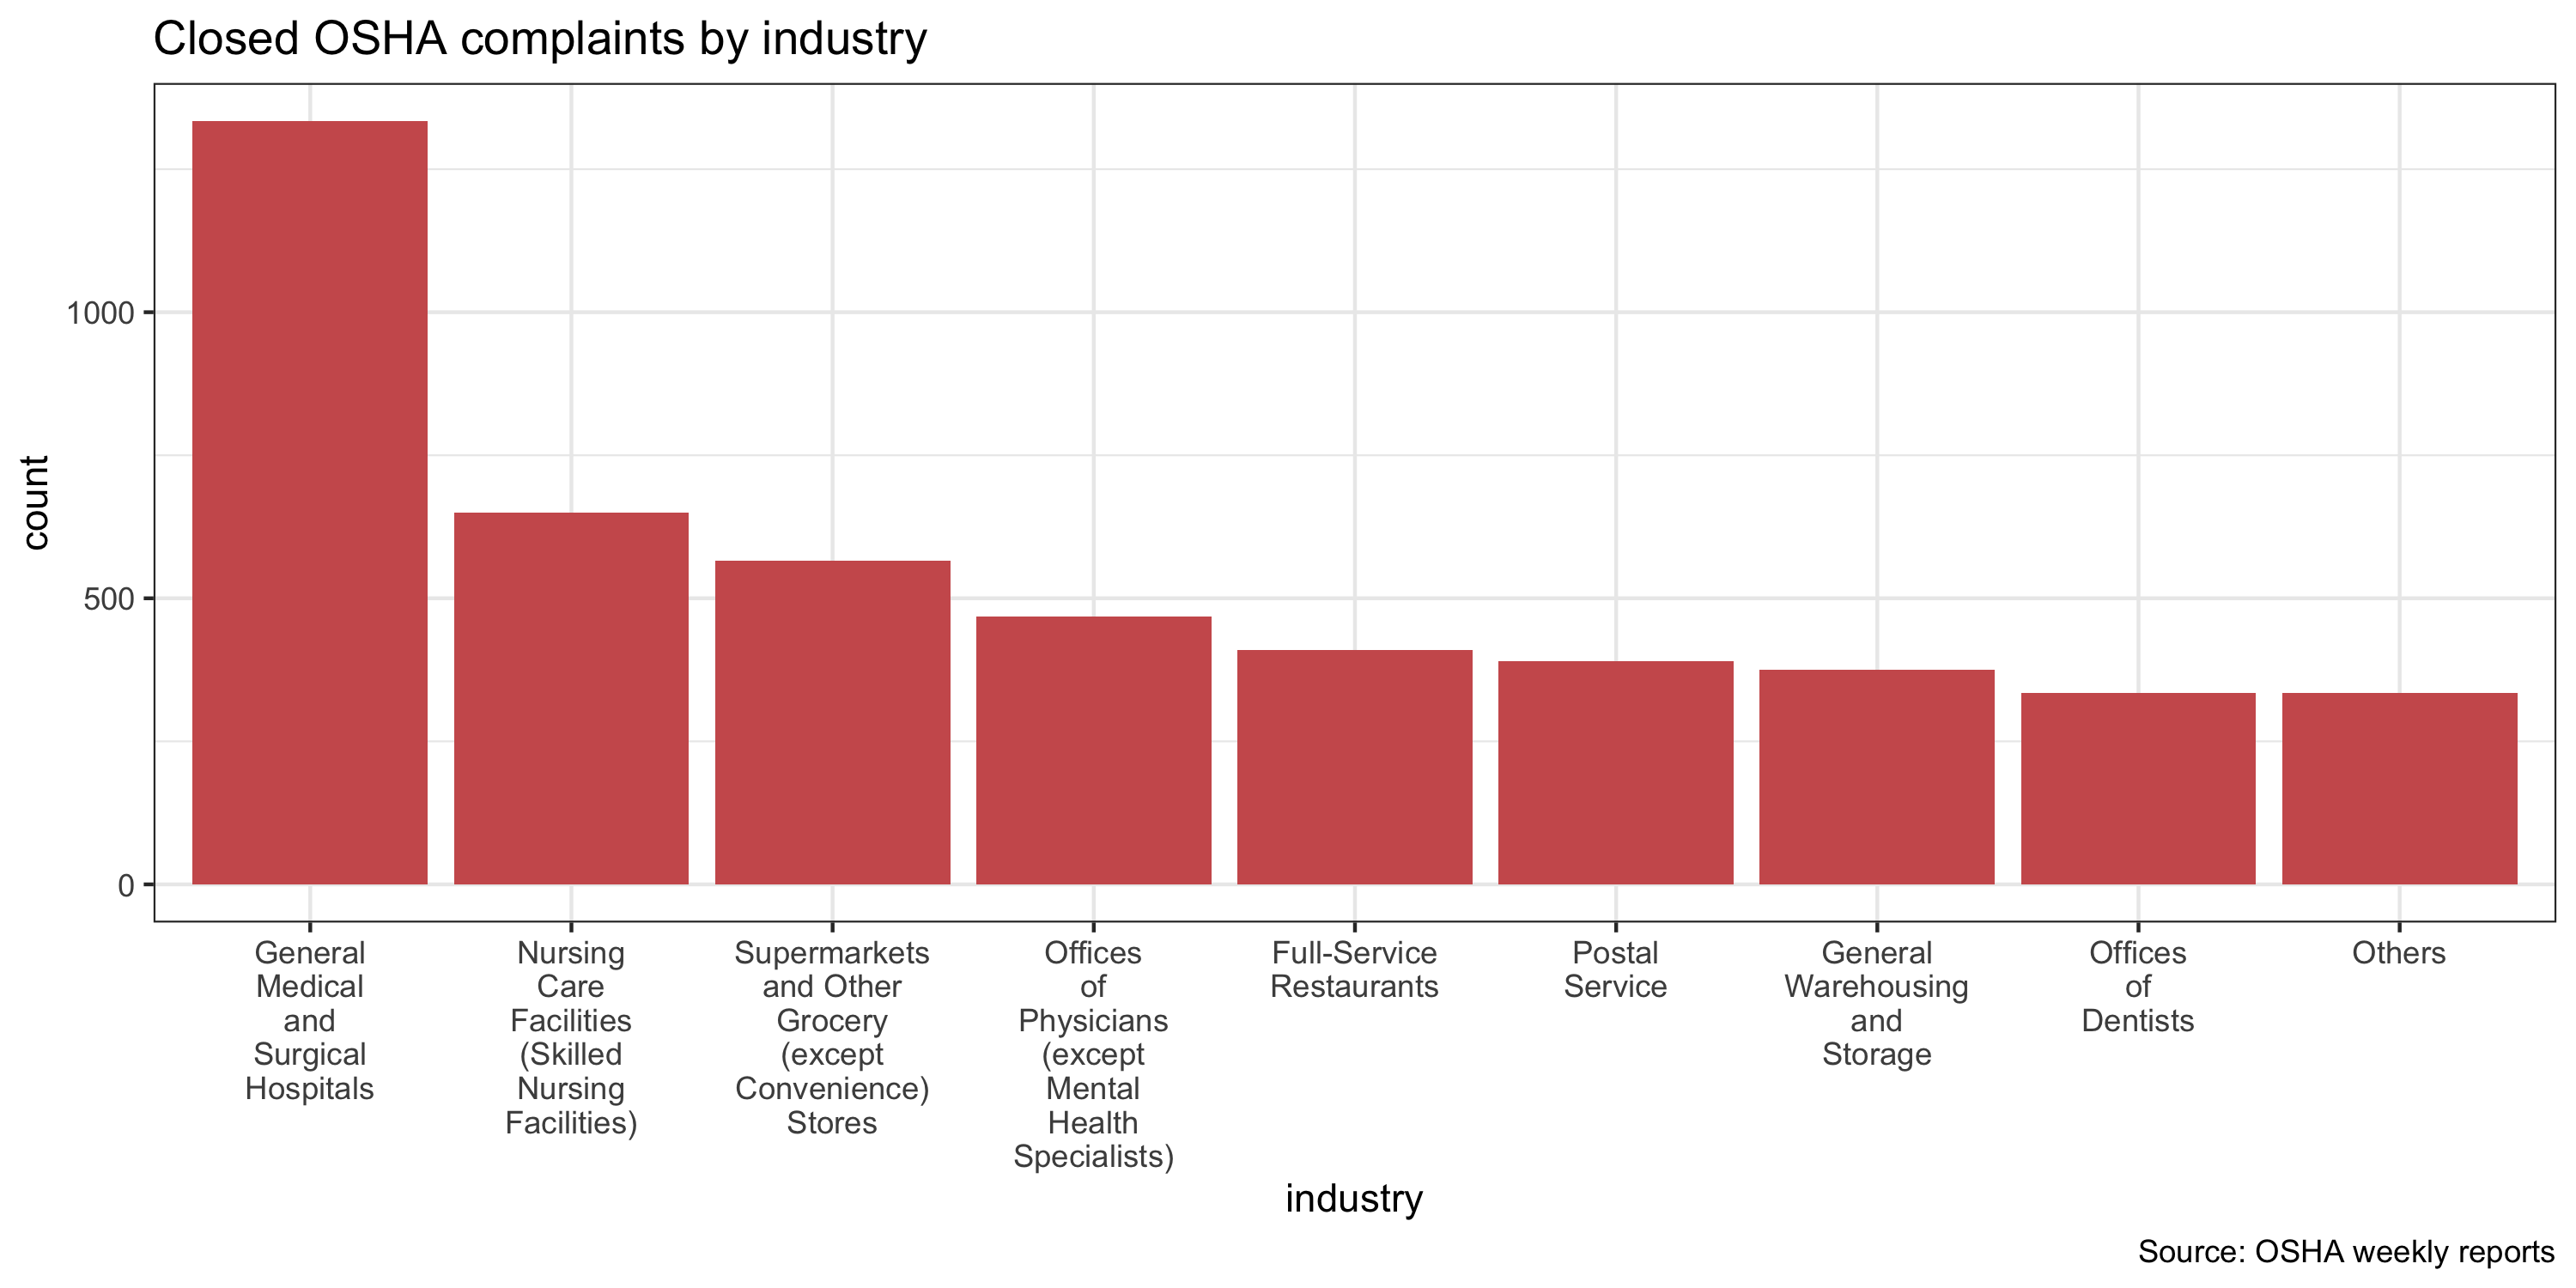 Closed OSHA complaints by industry
count
1000
500
0
General
Medical
and
Surgical
Hospitals
Nursing
Care
Facilities
(Skilled
Nursing
Facilities)
Supermarkets
and Other
Grocery
(except
Convenience)
Stores
Offices
of
Physicians
(except
Mental
Health
Specialists)
Full-Service
Restaurants
Postal
Service
General
Warehousing
and
Storage
Offices
of
Dentists
Others
industry
Source: OSHA weekly reports